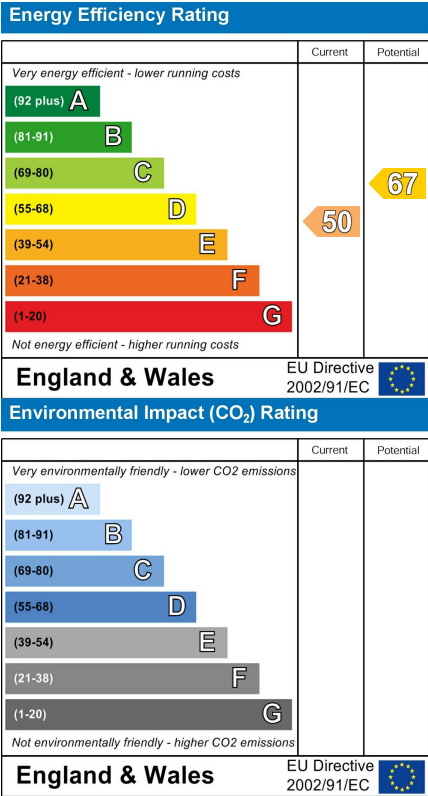 Energy Efficiency Rating
Current Potential
Very energy efficient - lower running costs
(92 plus) A
(81-91) B
(69-80) C
(55-68) D
(39-54) E
(21-38) F
(1-20) G
67
50
Not energy efficient - higher running costs
England & Wales
EU Directive
2002/91/EC
Environmental Impact (CO₂) Rating
Current Potential
Very environmentally friendly - lower CO2 emissions
(92 plus) A
(81-91) B
(69-80) C
(55-68) D
(39-54) E
(21-38) F
(1-20) G
Not environmentally friendly - higher CO2 emissions
England & Wales
EU Directive
2002/91/EC